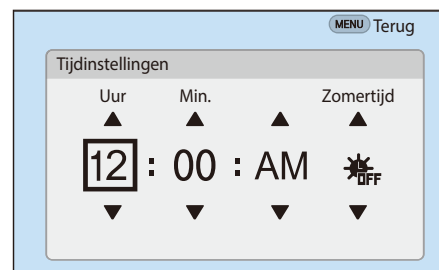 MENU Terug
Tijdinstellingen
Uur Min. Zomertijd
12 : 00 : AM OFF